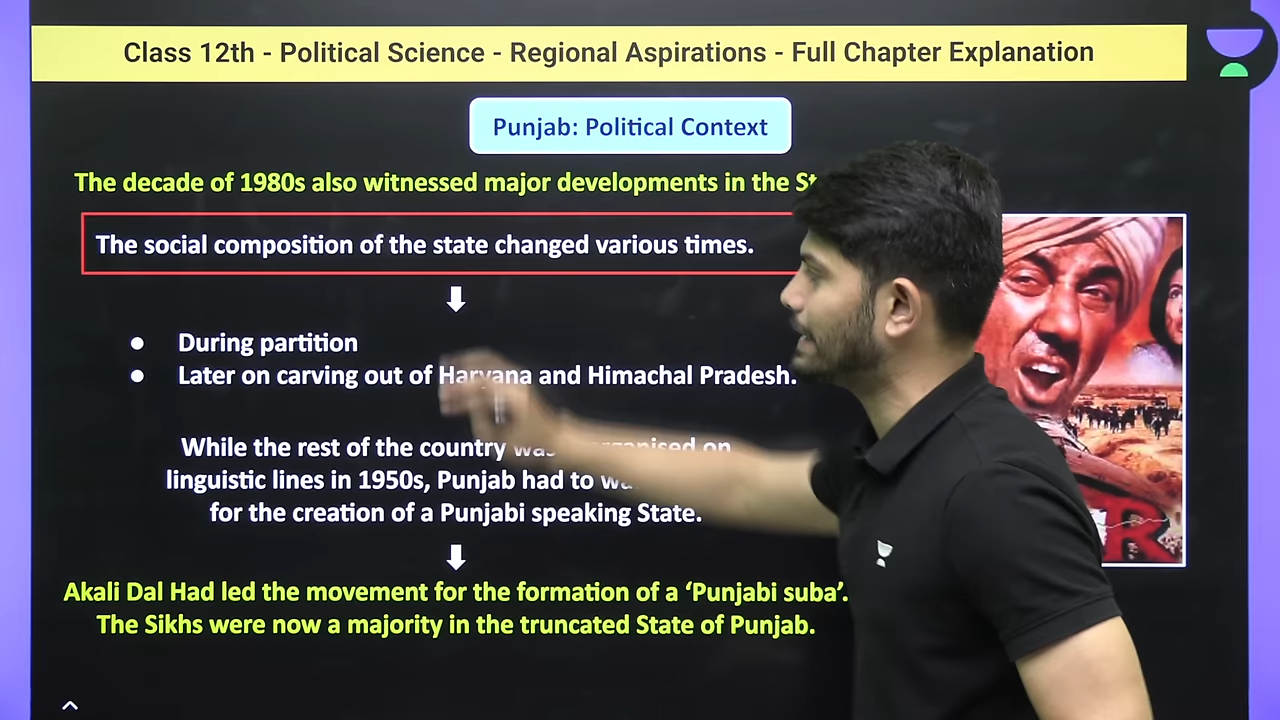 Class 12th - Political Science - Regional Aspirations - Full Chapter Explanation
Punjab: Political Context
The decade of 1980s also witnessed major developments in the
The social composition of the state changed various times.
● During partition
● Later on carving out of Haryana and Himachal Pradesh.
While the rest of the country was on
linguistic lines in 1950s, Punjab had to
for the creation of a Punjabi speaking State.
Akali Dal Had led the movement for the formation of a ‘Punjabi suba’.
The Sikhs were now a majority in the truncated State of Punjab.
R